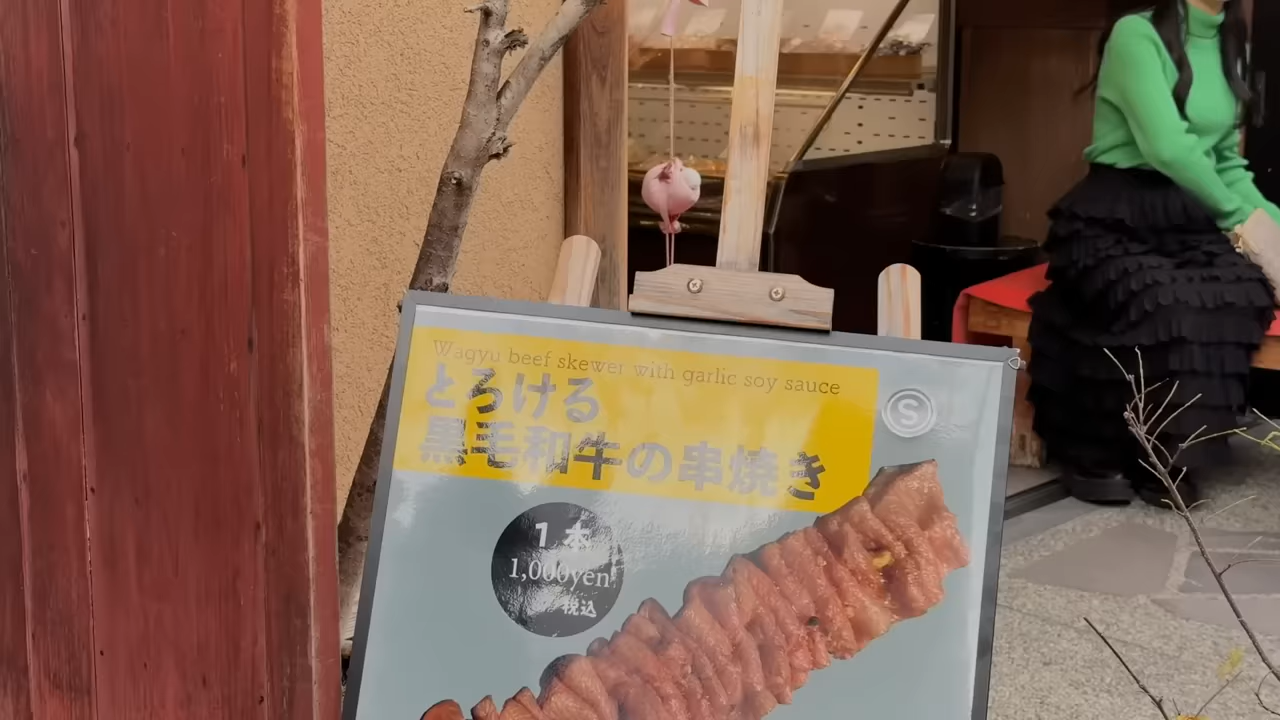 Wagyu beef skewer with garlic soy sauce
とろける
黒毛和牛の串焼き
S
1本
1,000yen
税込